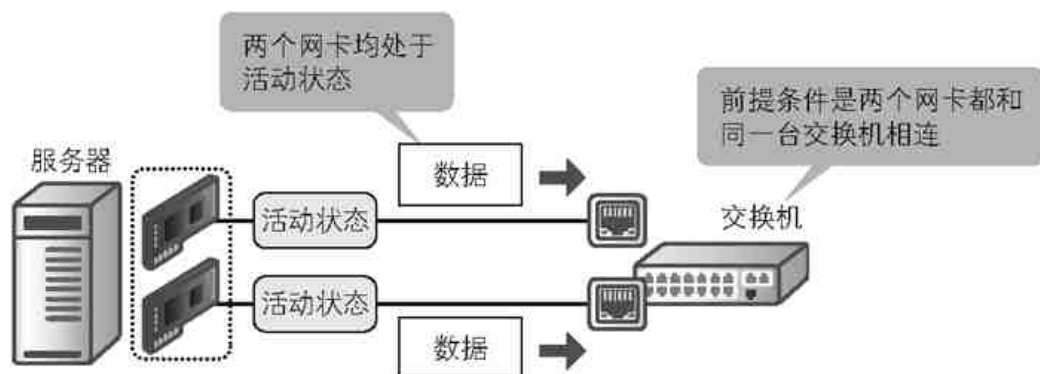 两个网卡均处于
活动状态
前提条件是两个网卡都和
同一台交换机相连
服务器
数据
活动状态
交换机
活动状态
数据